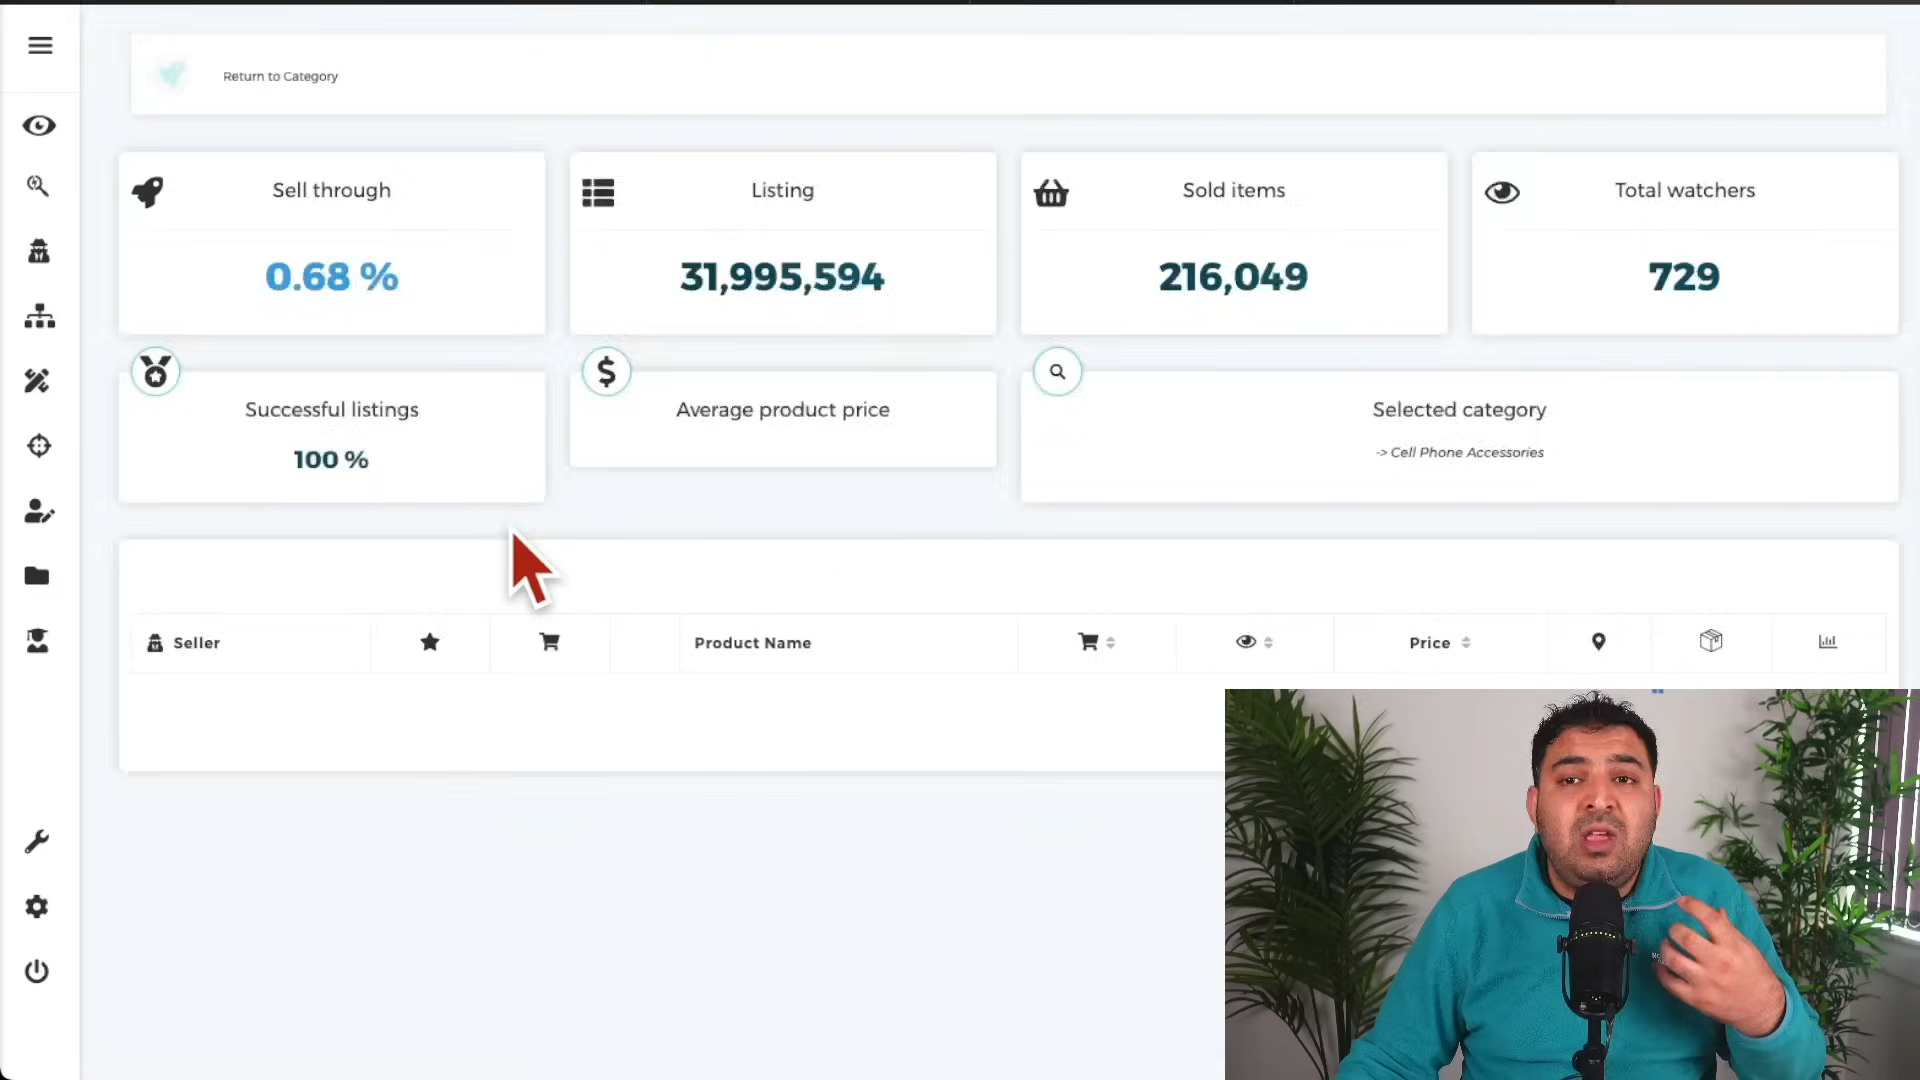 Return to Category
Sell through
0.68 %
Listing
31,995,594
Sold items
216,049
Total watchers
729
Successful listings
100 %
Average product price
Selected category
-> Cell Phone Accessories
Seller
Product Name
Price